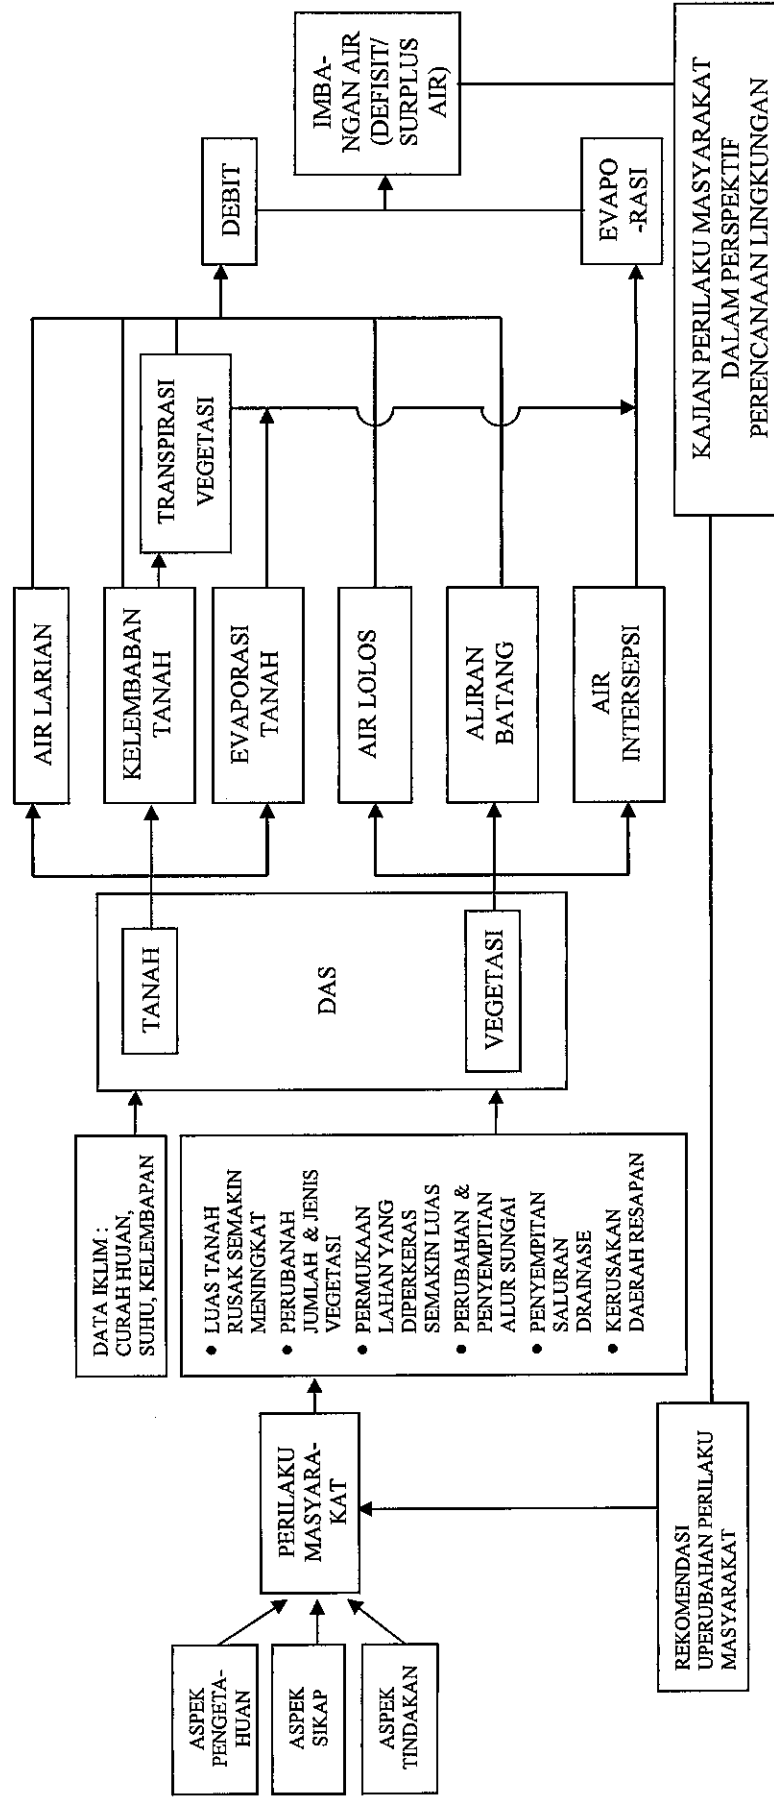 ASPEK
PENGETA-
HUAN
ASPEK
SIKAP
ASPEK
TINDAKAN
PERILAKU
MASYARA-
KAT
DATA IKLIM :
CURAH HUJAN,
SUHU, KELEMBAPAN
• LUAS TANAH
RUSAK SEMAKIN
MENINGKAT
• PERUBANAH
JUMLAH & JENIS
VEGETASI
• PERMUKAAN
LAHAN YANG
DIPERKERAS
SEMAKIN LUAS
• PERUBAHAN &
PENYEMPITAN
ALUR SUNGAI
• PENYEMPITAN
SALURAN
DRAINASE
• KERUSAKAN
DAERAH RESAPAN
TANAH
DAS
VEGETASI
AIR LARIAN
KELEMBABAN
TANAH
EVAPORASI
TANAH
AIR LOLOS
ALIRAN
BATANG
AIR
INTERSEPSI
TRANSPIRASI
VEGETASI
DEBIT
EVAPO
-RASI
IMBA-
NGAN AIR
(DEFISIT/
SURPLUS
AIR)
REKOMENDASI
UPERUBAHAN PERILAKU
MASYARAKAT
KAJIAN PERILAKU MASYARAKAT
DALAM PERSPEKTIF
PERENCANAAN LINGKUNGAN